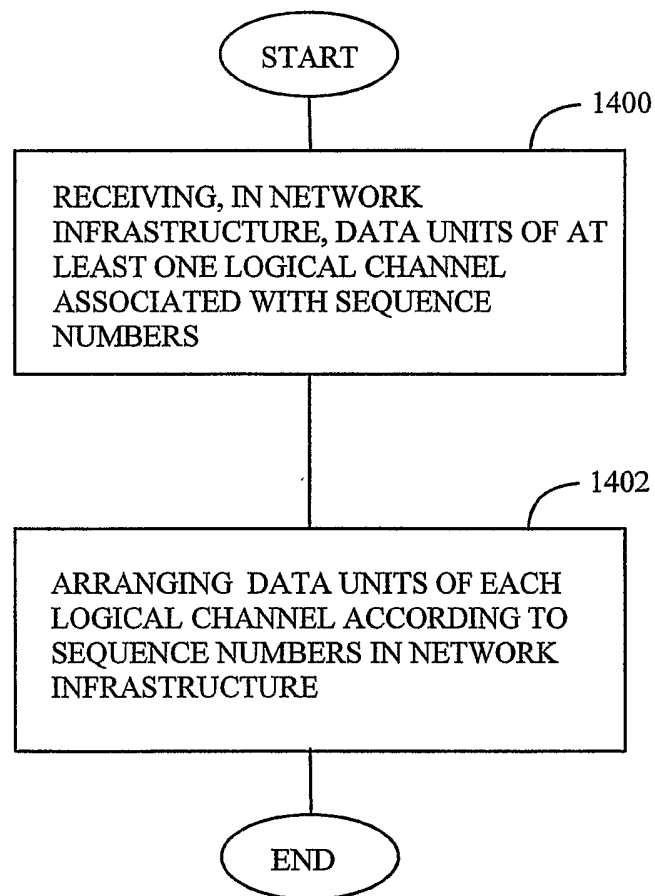 START
1400
RECEIVING, IN NETWORK
INFRASTRUCTURE, DATA UNITS OF AT
LEAST ONE LOGICAL CHANNEL
ASSOCIATED WITH SEQUENCE
NUMBERS
1402
ARRANGING DATA UNITS OF EACH
LOGICAL CHANNEL ACCORDING TO
SEQUENCE NUMBERS IN NETWORK
INFRASTRUCTURE
END